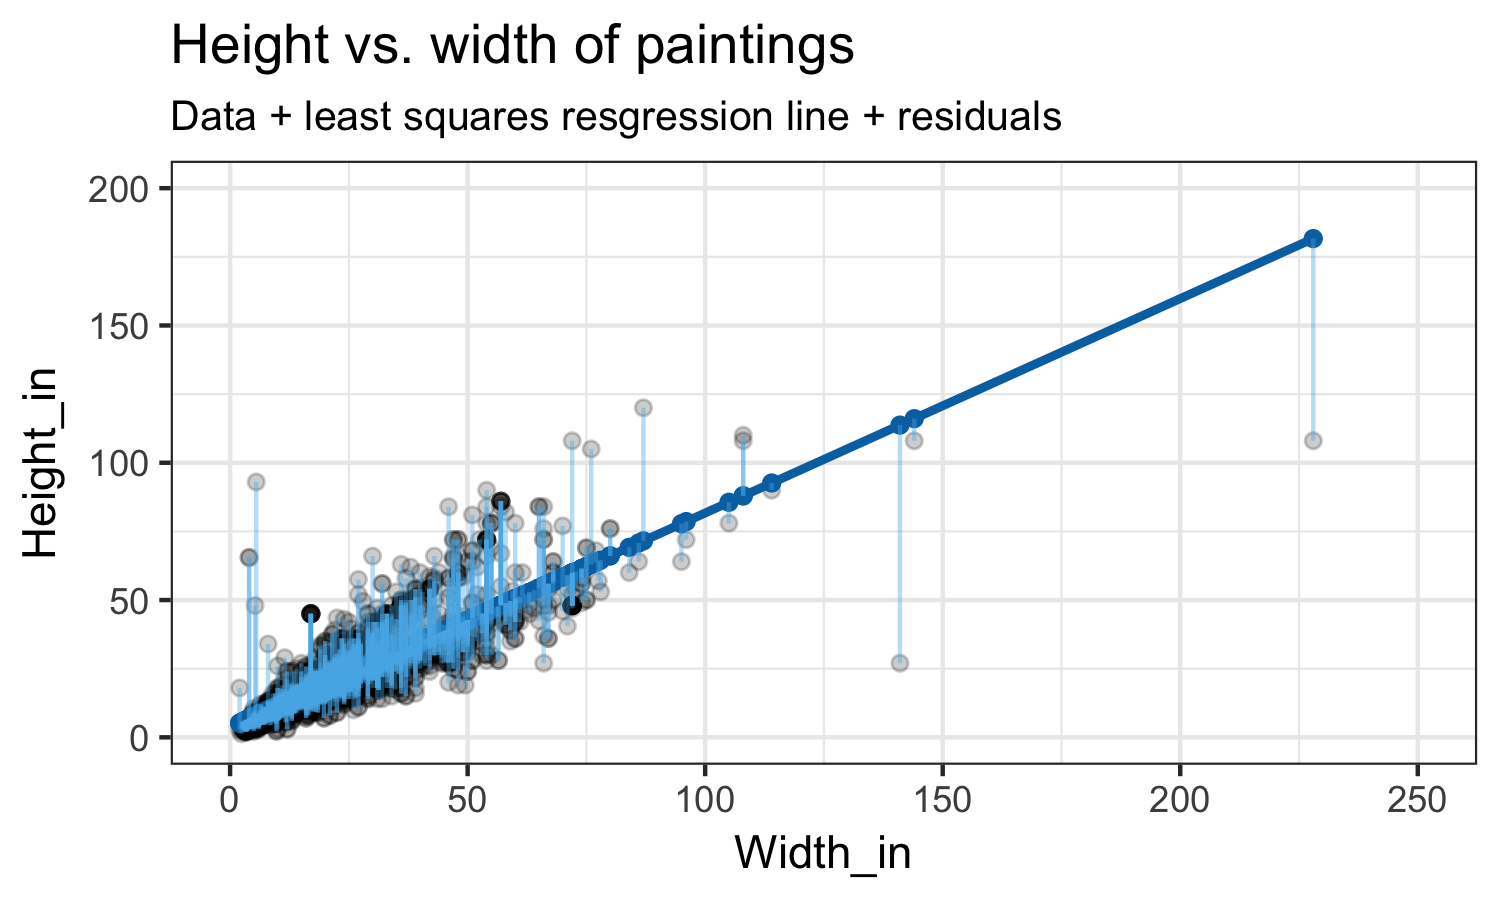 Height vs. width of paintings
Data + least squares resgression line + residuals
200
150
100
50
0
Height_in
0 50 100 150 200 250
Width_in